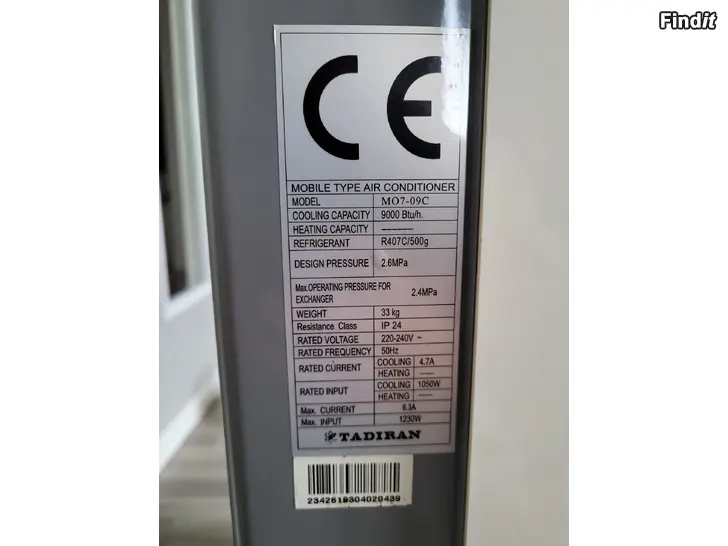 Findit
CE
MOBILE TYPE AIR CONDITIONER
MODEL MO7-09C
COOLING CAPACITY 9000 Btu/h.
HEATING CAPACITY ------
REFRIGERANT R407C/500g
DESIGN PRESSURE 2.6MPa
Max.OPERATING PRESSURE FOR
EXCHANGER 2.4MPa
WEIGHT 33 kg
Resistance Class IP 24
RATED VOLTAGE 220-240V ~
RATED FREQUENCY 50Hz
RATED CURRENT COOLING 4.7A
HEATING ----
RATED INPUT COOLING 1050W
HEATING ----
Max. CURRENT 6.3A
Max. INPUT 1230W
TADIRAN
2342619304020439